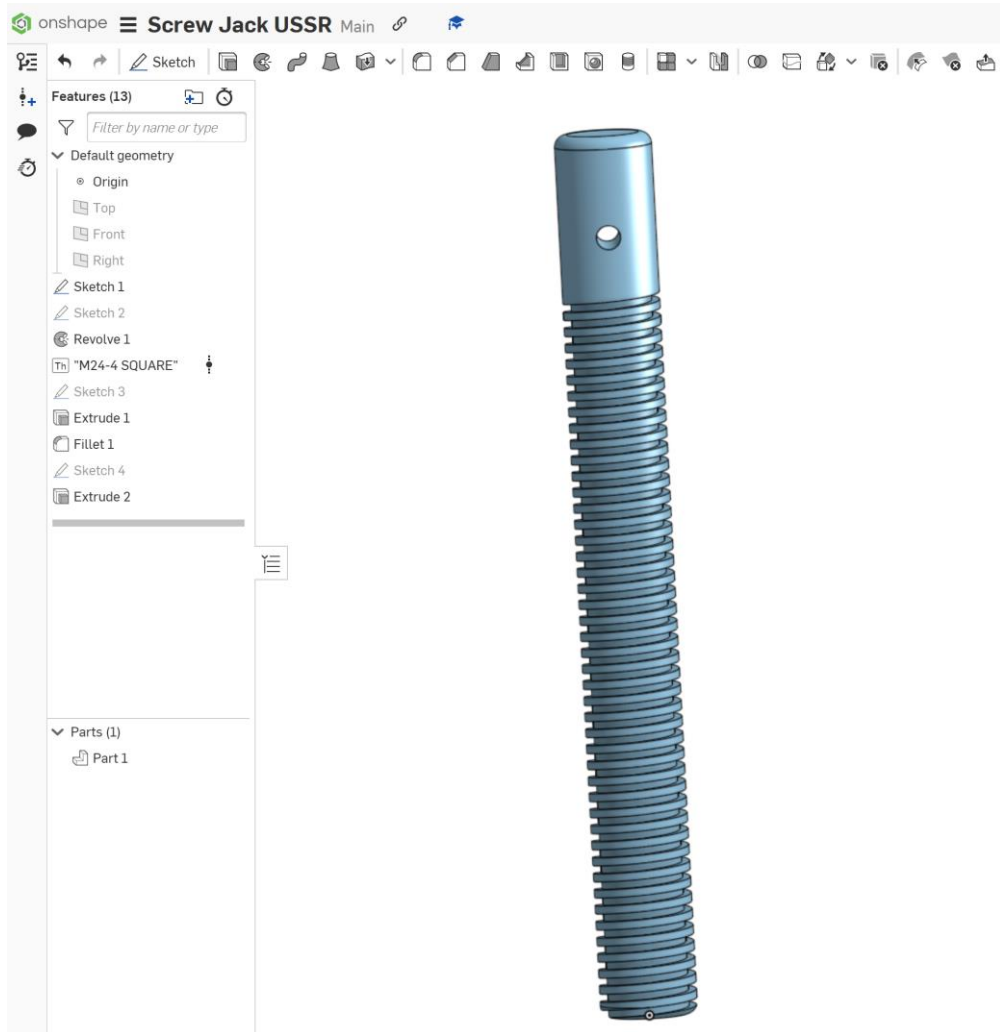 onshape Screw Jack USSR Main
Sketch
Features (13)
Filter by name or type
Default geometry
Origin
Top
Front
Right
Sketch 1
Sketch 2
Revolve 1
Th "M24-4 SQUARE"
Sketch 3
Extrude 1
Fillet 1
Sketch 4
Extrude 2
Parts (1)
Part 1